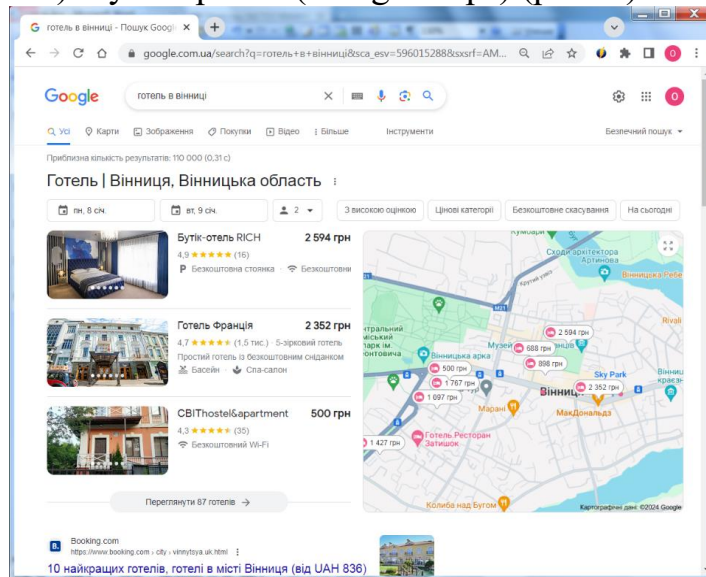 готель в вінниці - Пошук Googl
google.com.ua/search?q=готель+в+вінниці&sca_esv=596015288&sxsrf=AM...
Google
готель в вінниці
Усі Карти Зображення Покупки Відео Більше Інструменти Безпечний пошук
Приблизна кількість результатів: 110 000 (0,31 с)
Готель | Вінниця, Вінницька область
пн, 8 січ. вт, 9 січ. 2 З високою оцінкою Цінові категорії Безкоштовне скасування На сьогодні
Бутік-отель RICH 2 594 грн
4,9 (16)
P Безкоштовна стоянка · Безкоштовни
Готель Франція 2 352 грн
4,7 (1,5 тис.) · 5-зірковий готель
Простий готель із безкоштовним сніданком
Басейн · Спа-салон
CBIThostel&apartment 500 грн
4,3 (35)
Безкоштовний Wi-Fi
Переглянути 87 готелів →
Сходи архітектора
Артинова
M21
Rivali
2 594 грн
688 грн
Вінницька арка
898 грн
500 грн
1 767 грн
Sky Park
2 352 грн
1 097 грн
Марані
МакДональдз
1 427 грн
Готель Ресторан
Затишок
Колиба над Бугом
Картографічні дані ©2024 Google
Booking.com
https://www.booking.com › city › vinnytsya.uk.html
10 найкращих готелів, готелі в місті Вінниця (від UAH 836)